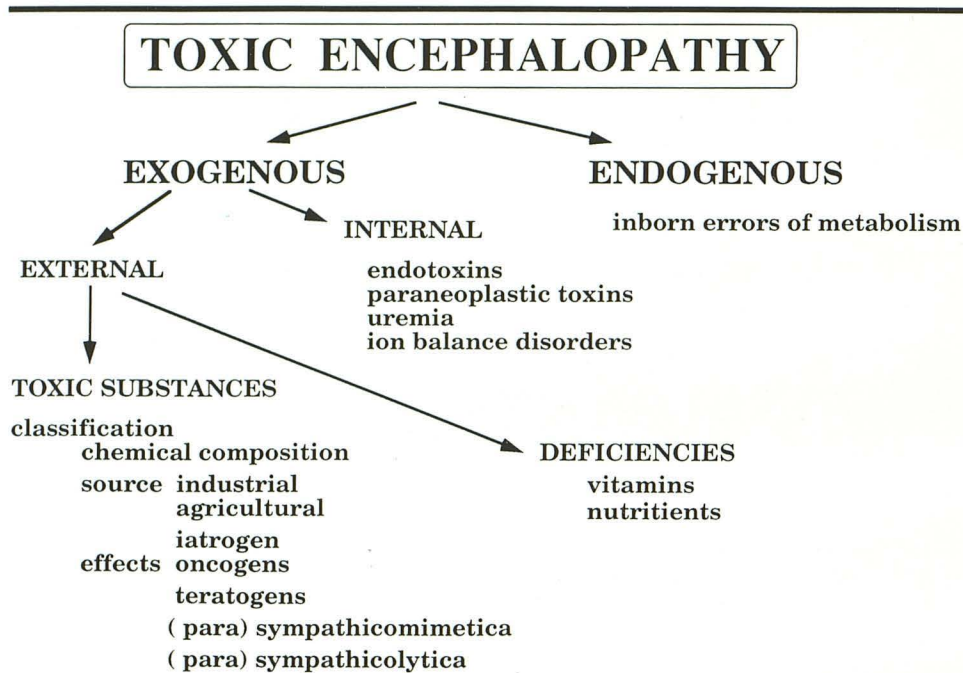 TOXIC ENCEPHALOPATHY
EXOGENOUS
ENDOGENOUS
inborn errors of metabolism
INTERNAL
endotoxins
paraneoplastic toxins
uremia
ion balance disorders
EXTERNAL
TOXIC SUBSTANCES
classification
chemical composition
source industrial
agricultural
iatrogen
effects oncogens
teratogens
( para) sympathicomimetica
( para) sympathicolytica
DEFICIENCIES
vitamins
nutritients